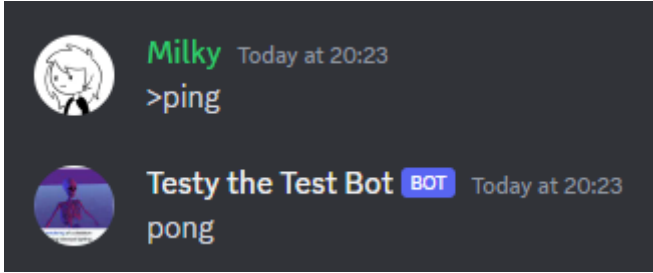 Milky Today at 20:23
>ping
Testy the Test Bot BOT Today at 20:23
pong